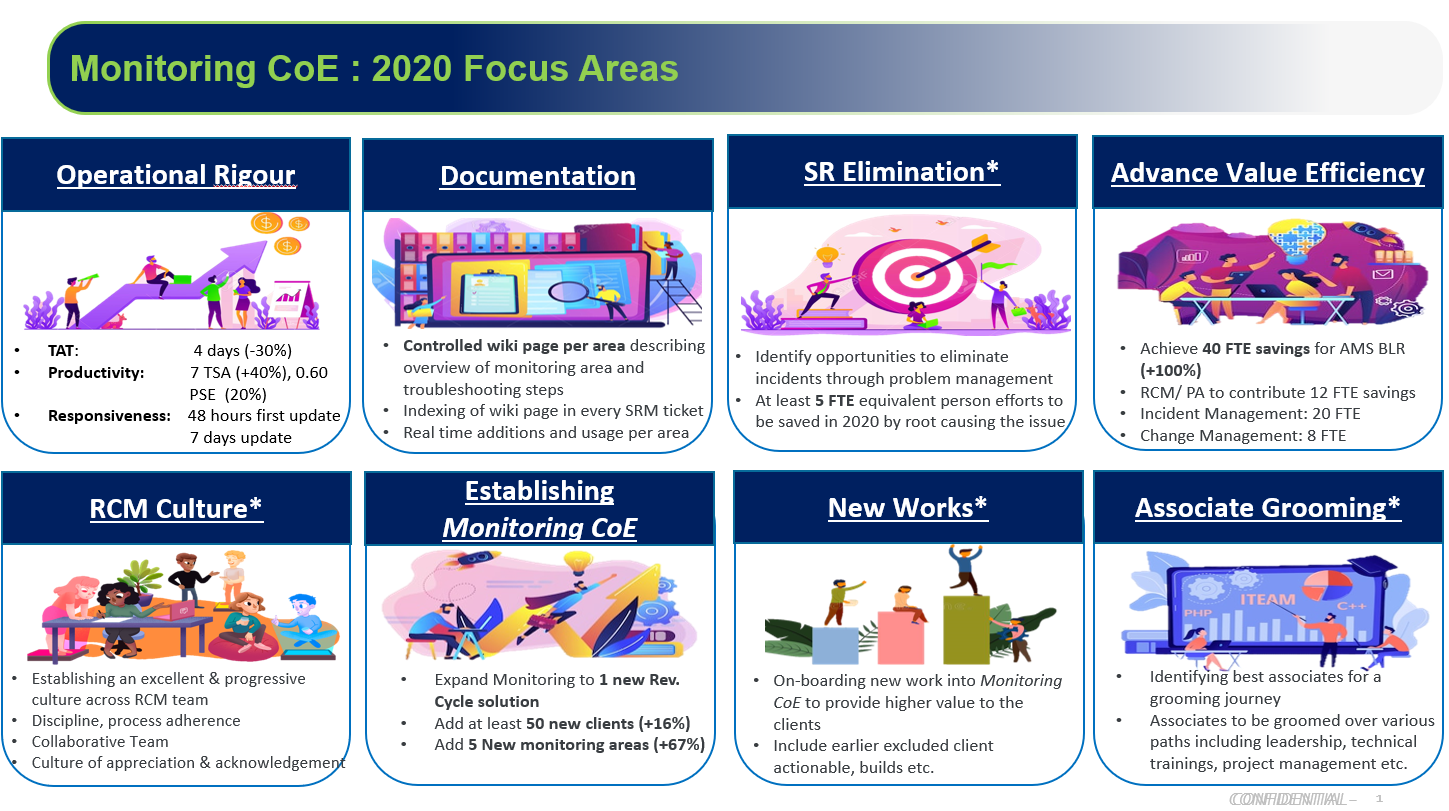 Monitoring CoE : 2020 Focus Areas
Operational Rigour
• TAT: 4 days (-30%)
• Productivity: 7 TSA (+40%), 0.60
PSE (20%)
• Responsiveness: 48 hours first update
7 days update
Documentation
• Controlled wiki page per area describing
overview of monitoring area and
troubleshooting steps
• Indexing of wiki page in every SRM ticket
• Real time additions and usage per area
SR Elimination*
• Identify opportunities to eliminate
incidents through problem management
• At least 5 FTE equivalent person efforts to
be saved in 2020 by root causing the issue
Advance Value Efficiency
• Achieve 40 FTE savings for AMS BLR
(+100%)
• RCM/ PA to contribute 12 FTE savings
• Incident Management: 20 FTE
• Change Management: 8 FTE
RCM Culture*
• Establishing an excellent & progressive
culture across RCM team
• Discipline, process adherence
• Collaborative Team
• Culture of appreciation & acknowledgement
Establishing
Monitoring CoE
• Expand Monitoring to 1 new Rev.
Cycle solution
• Add at least 50 new clients (+16%)
• Add 5 New monitoring areas (+67%)
New Works*
• On-boarding new work into Monitoring
CoE to provide higher value to the
clients
• Include earlier excluded client
actionable, builds etc.
Associate Grooming*
ITEAM
PHP
C++
• Identifying best associates for a
grooming journey
• Associates to be groomed over various
paths including leadership, technical
trainings, project management etc.
CONFIDENTIAL – 1